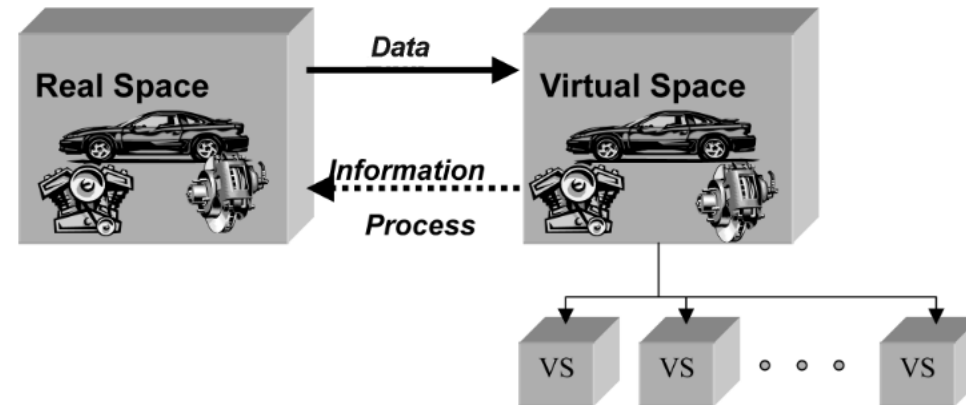 Data
Real Space
Virtual Space
Information
Process
VS
VS
VS